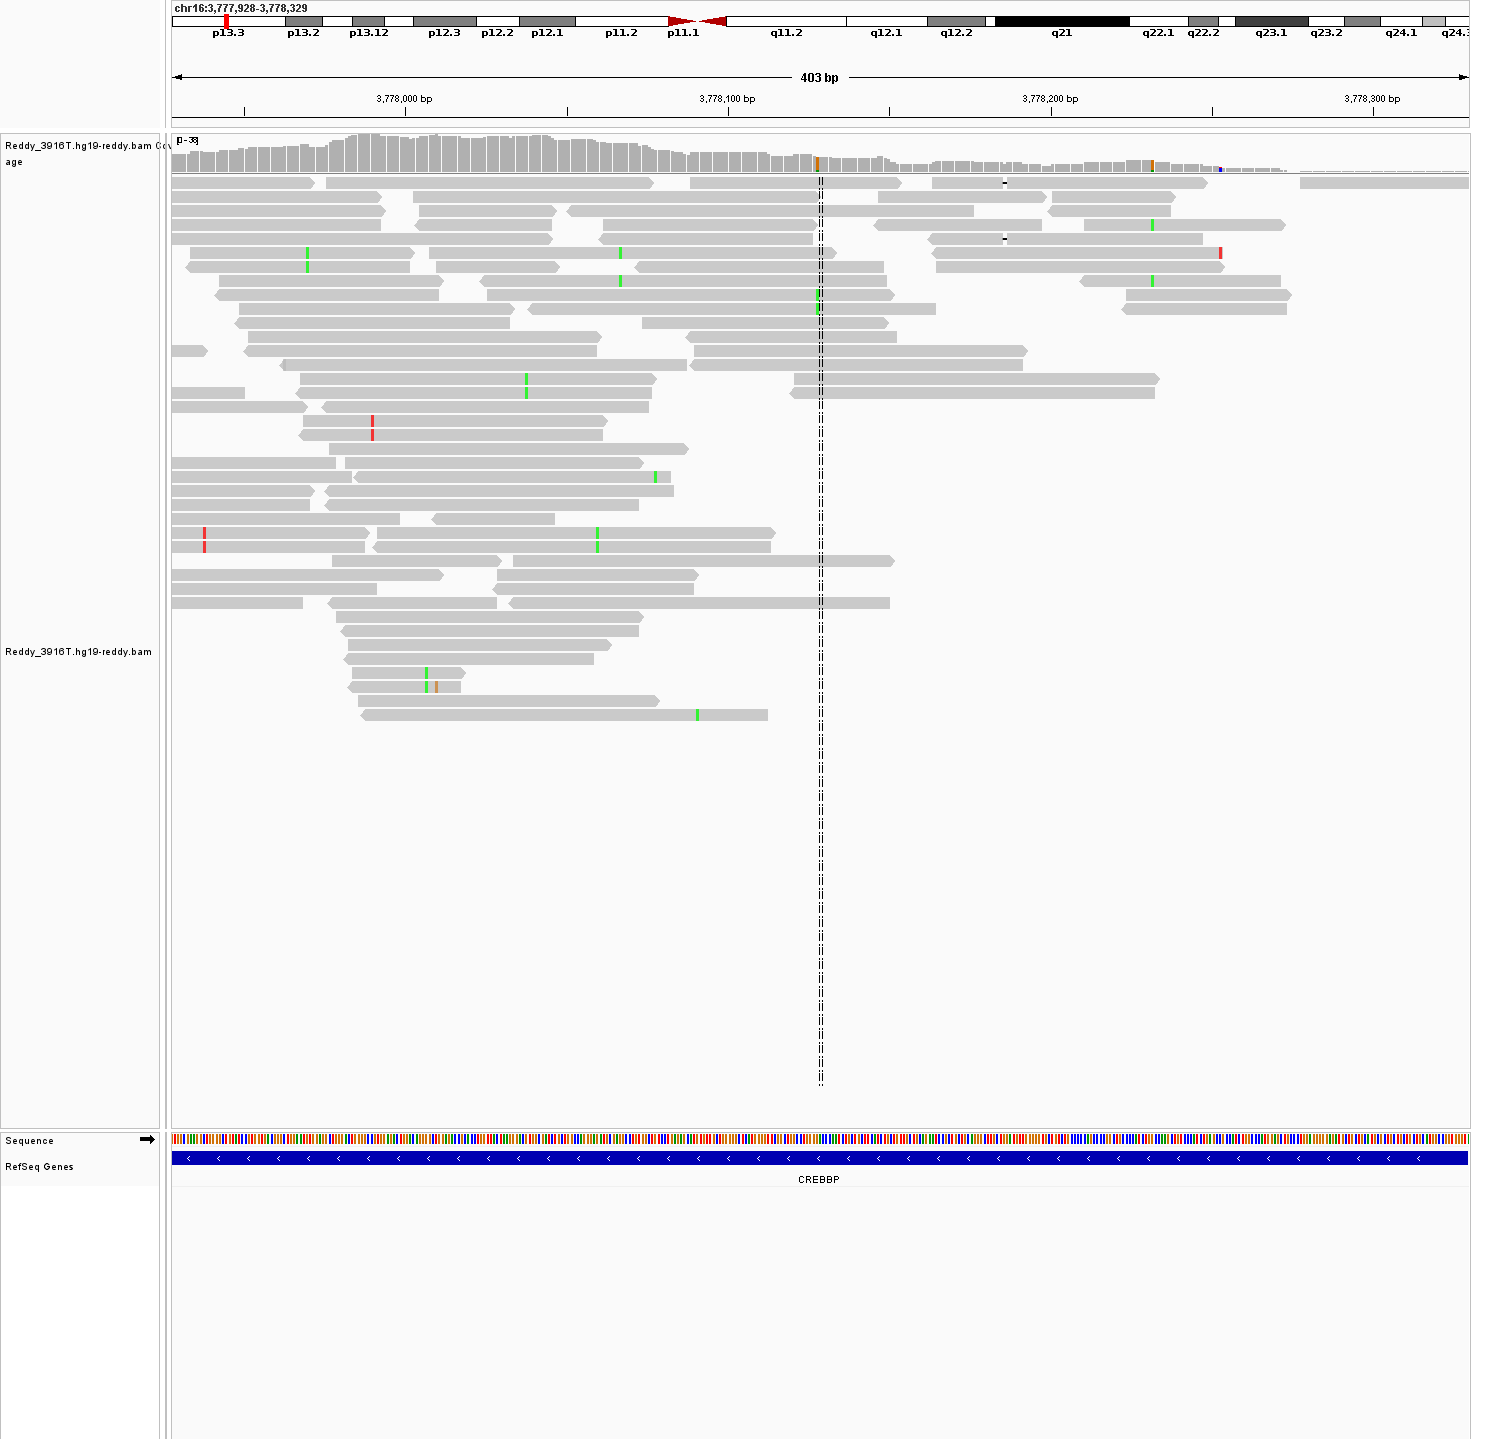 chr16:3,777,928-3,778,329
p13.3 p13.2 p13.12 p12.3 p12.2 p12.1 p11.2 p11.1 q11.2 q12.1 q12.2 q21 q22.1 q22.2 q23.1 q23.2 q24.1 q24.3
403 bp
3,778,000 bp 3,778,100 bp 3,778,200 bp 3,778,300 bp
Reddy_3916T.hg19-reddy.bam Cov
age
[0-38]
Reddy_3916T.hg19-reddy.bam
Sequence
RefSeq Genes
CREBBP